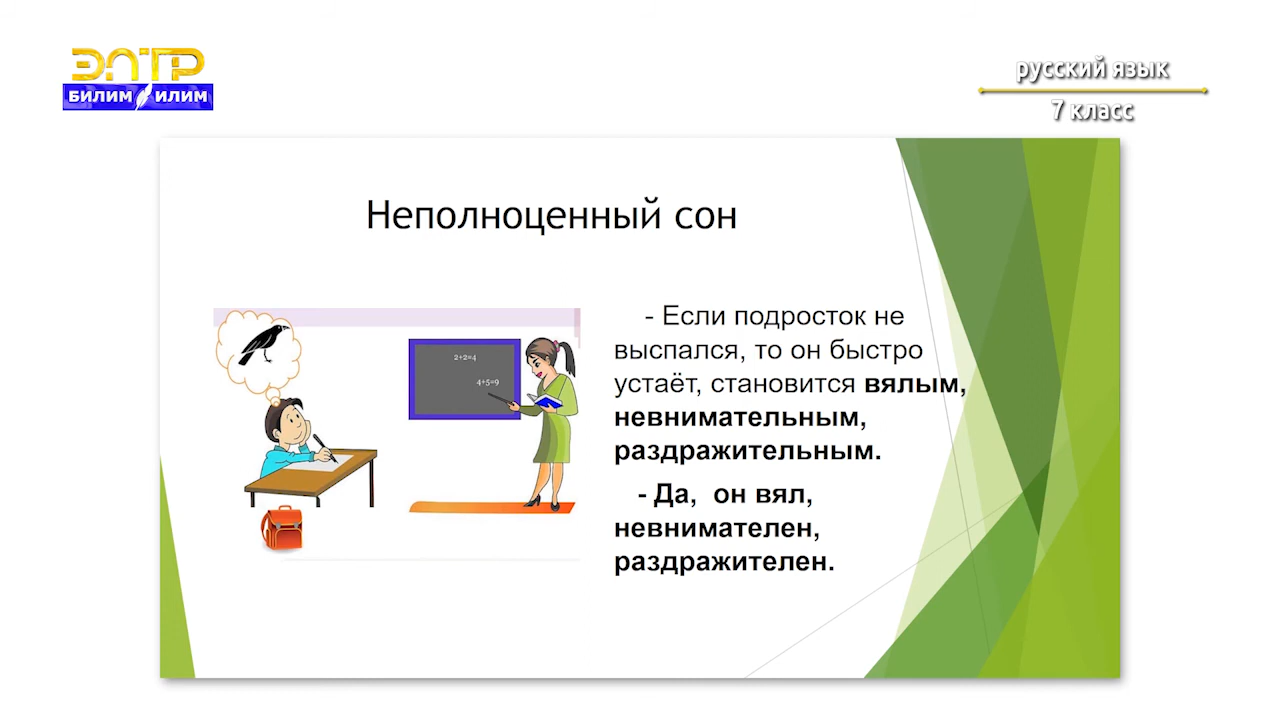 ЭЛТР
БИЛИМ ИЛИМ
русский язык
7 класс
Неполноценный сон
2+2=4
4+5=9
- Если подросток не
выспался, то он быстро
устаёт, становится вялым,
невнимательным,
раздражительным.
- Да, он вял,
невнимателен,
раздражителен.